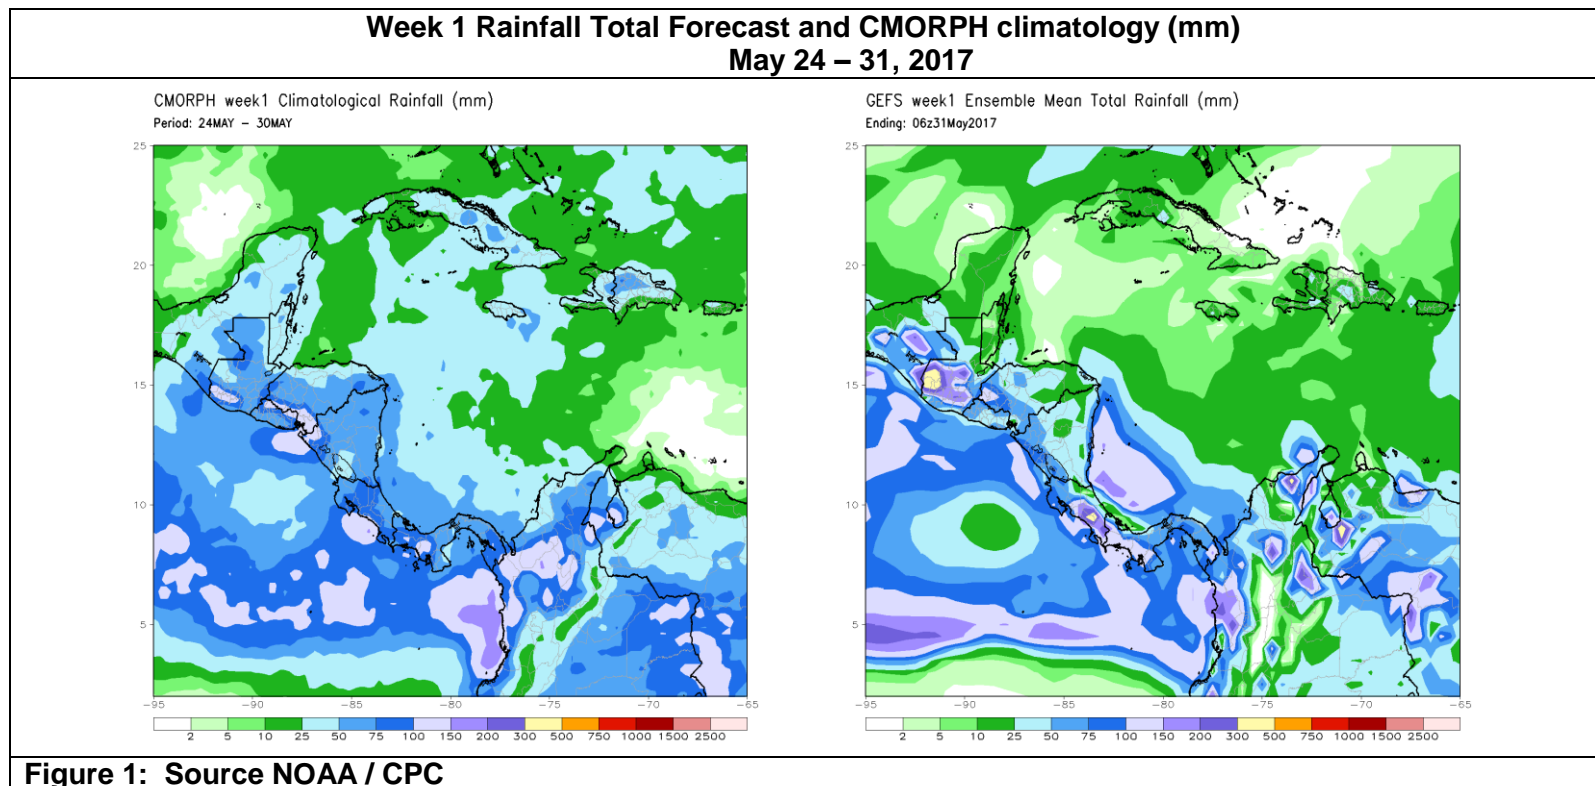 Week 1 Rainfall Total Forecast and CMORPH climatology (mm)
May 24 – 31, 2017
CMORPH week1 Climatological Rainfall (mm)
Period: 24MAY – 30MAY
25
20
15
10
5
−95 −90 −85 −80 −75 −70 −65
2 5 10 25 50 75 100 150 200 300 500 750 1000 1500 2500
GEFS week1 Ensemble Mean Total Rainfall (mm)
Ending: 06z31May2017
25
20
15
10
5
−95 −90 −85 −80 −75 −70 −65
2 5 10 25 50 75 100 150 200 300 500 750 1000 1500 2500
Figure 1: Source NOAA / CPC